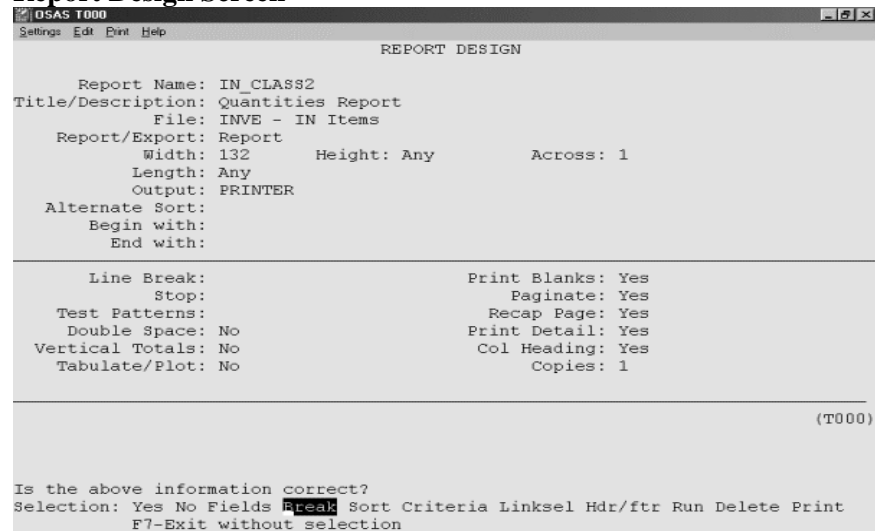 Report Design Screen
OSAS T000
Settings Edit Print Help
REPORT DESIGN
Report Name: IN_CLASS2
Title/Description: Quantities Report
File: INVE - IN Items
Report/Export: Report
Width: 132 Height: Any Across: 1
Length: Any
Output: PRINTER
Alternate Sort:
Begin with:
End with:
Line Break: Print Blanks: Yes
Stop: Paginate: Yes
Test Patterns: Recap Page: Yes
Double Space: No Print Detail: Yes
Vertical Totals: No Col Heading: Yes
Tabulate/Plot: No Copies: 1
(T000)
Is the above information correct?
Selection: Yes No Fields Break Sort Criteria Linksel Hdr/ftr Run Delete Print
F7-Exit without selection